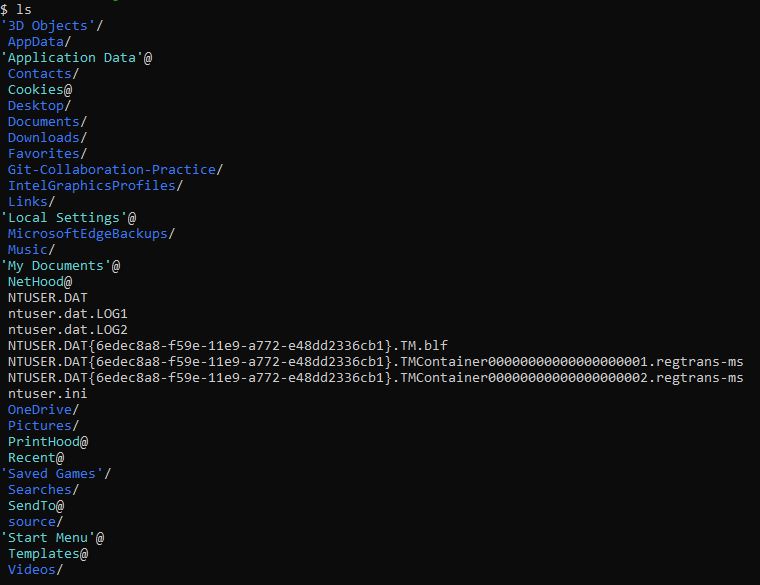 $ ls
'3D Objects'/
AppData/
'Application Data'@
Contacts/
Cookies@
Desktop/
Documents/
Downloads/
Favorites/
Git-Collaboration-Practice/
IntelGraphicsProfiles/
Links/
'Local Settings'@
MicrosoftEdgeBackups/
Music/
'My Documents'@
NetHood@
NTUSER.DAT
ntuser.dat.LOG1
ntuser.dat.LOG2
NTUSER.DAT{6edec8a8-f59e-11e9-a772-e48dd2336cb1}.TM.blf
NTUSER.DAT{6edec8a8-f59e-11e9-a772-e48dd2336cb1}.TMContainer00000000000000000001.regtrans-ms
NTUSER.DAT{6edec8a8-f59e-11e9-a772-e48dd2336cb1}.TMContainer00000000000000000002.regtrans-ms
ntuser.ini
OneDrive/
Pictures/
PrintHood@
Recent@
'Saved Games'/
Searches/
SendTo@
source/
'Start Menu'@
Templates@
Videos/